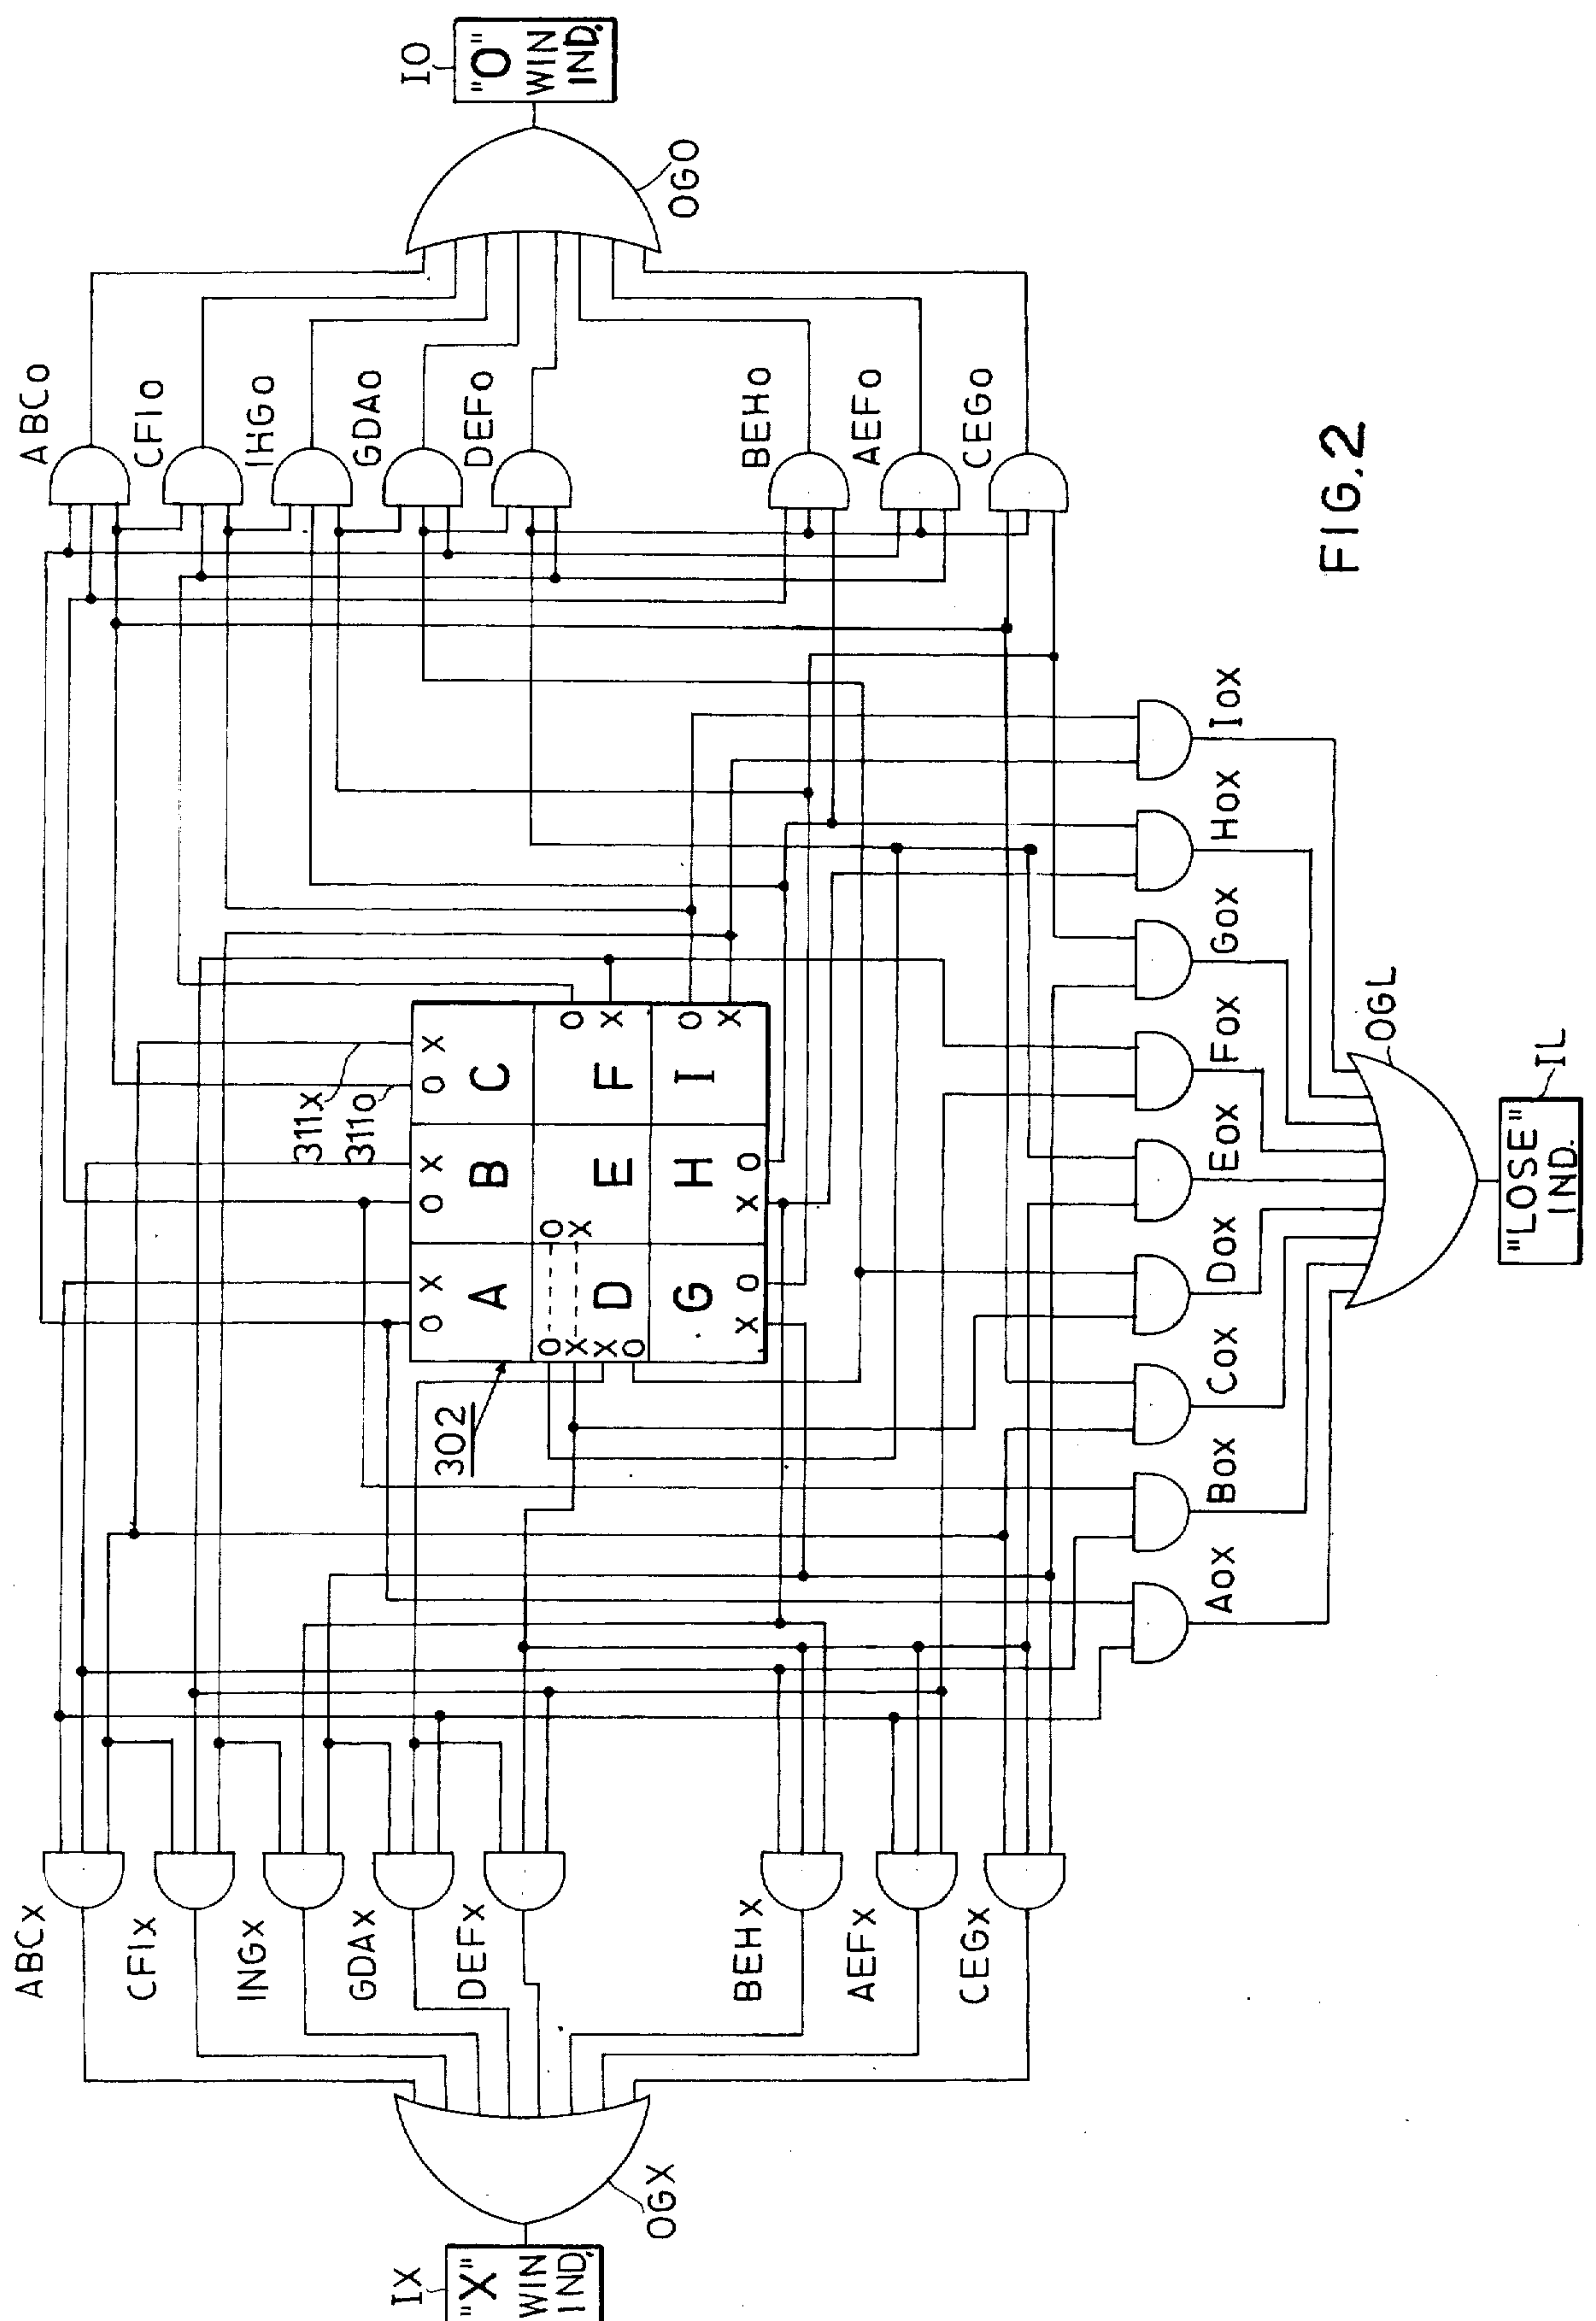 ABCx
CFIx
INGx
GDAx
DEFx
BEHx
AEFx
CEGx
IX
"X"
WIN
IND.
OGX
302
311x
311o
O X O X O X
A B C
O O O
X X X
X D E F
O
G H I O
X O X O X
ABCo
CFIo
IHGo
GDAo
DEFo
BEHo
AEFo
CEGo
IO
"O"
WIN
IND.
OGO
Aox Box Cox Dox Eox Fox Gox Hox Iox
OGL
"LOSE"
IND.
IL
FIG.2